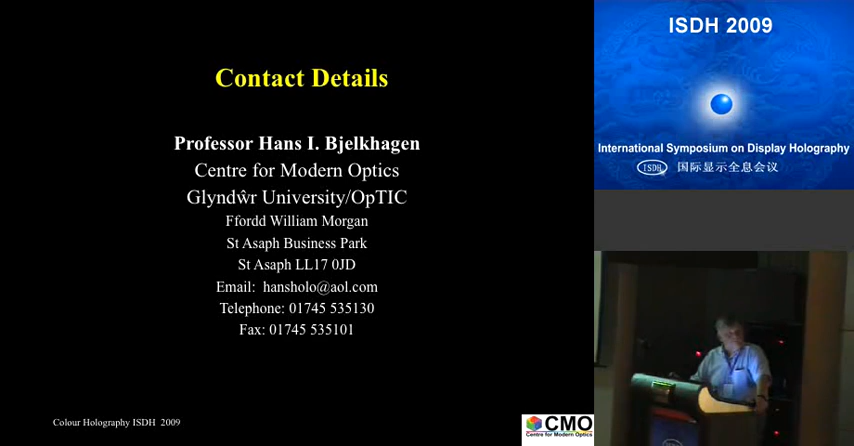 Contact Details
Professor Hans I. Bjelkhagen
Centre for Modern Optics
Glyndŵr University/OpTIC
Ffordd William Morgan
St Asaph Business Park
St Asaph LL17 0JD
Email: hansholo@aol.com
Telephone: 01745 535130
Fax: 01745 535101
Colour Holography ISDH 2009
CMO
Centre for Modern Optics
ISDH 2009
International Symposium on Display Holography
ISDH 国际显示全息会议